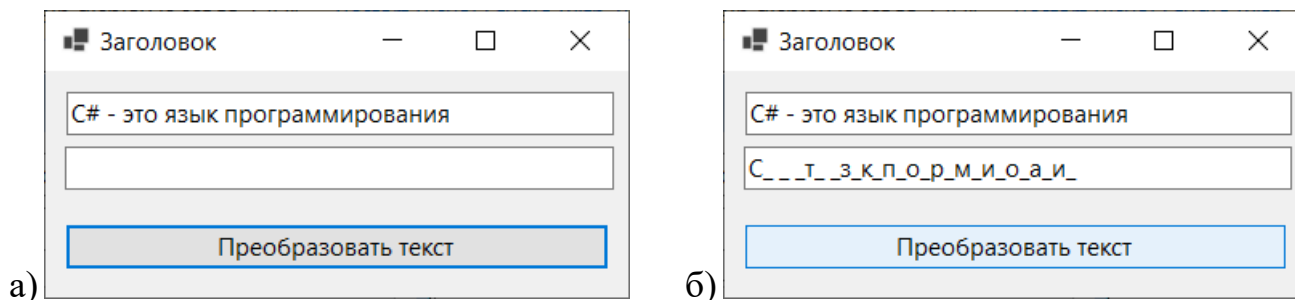 Заголовок
C# - это язык программирования
Преобразовать текст
а)
Заголовок
C# - это язык программирования
C_ _ _т_ _з_к_п_о_р_м_и_о_а_и_
Преобразовать текст
б)